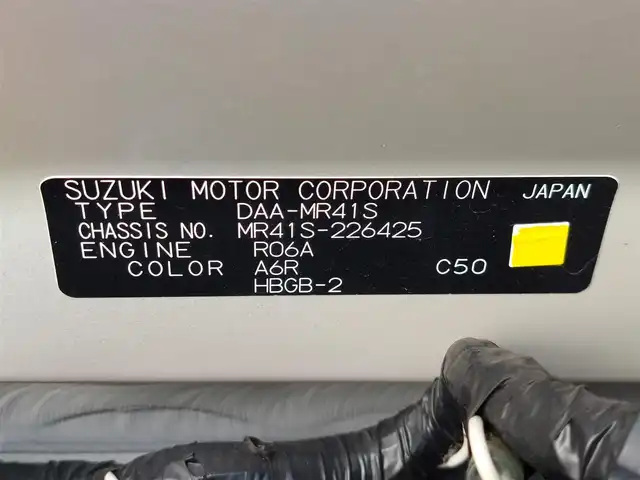 SUZUKI MOTOR CORPORATION JAPAN
TYPE DAA-MR41S
CHASSIS NO. MR41S-226425
ENGINE R06A
COLOR A6R C50
HBGB-2